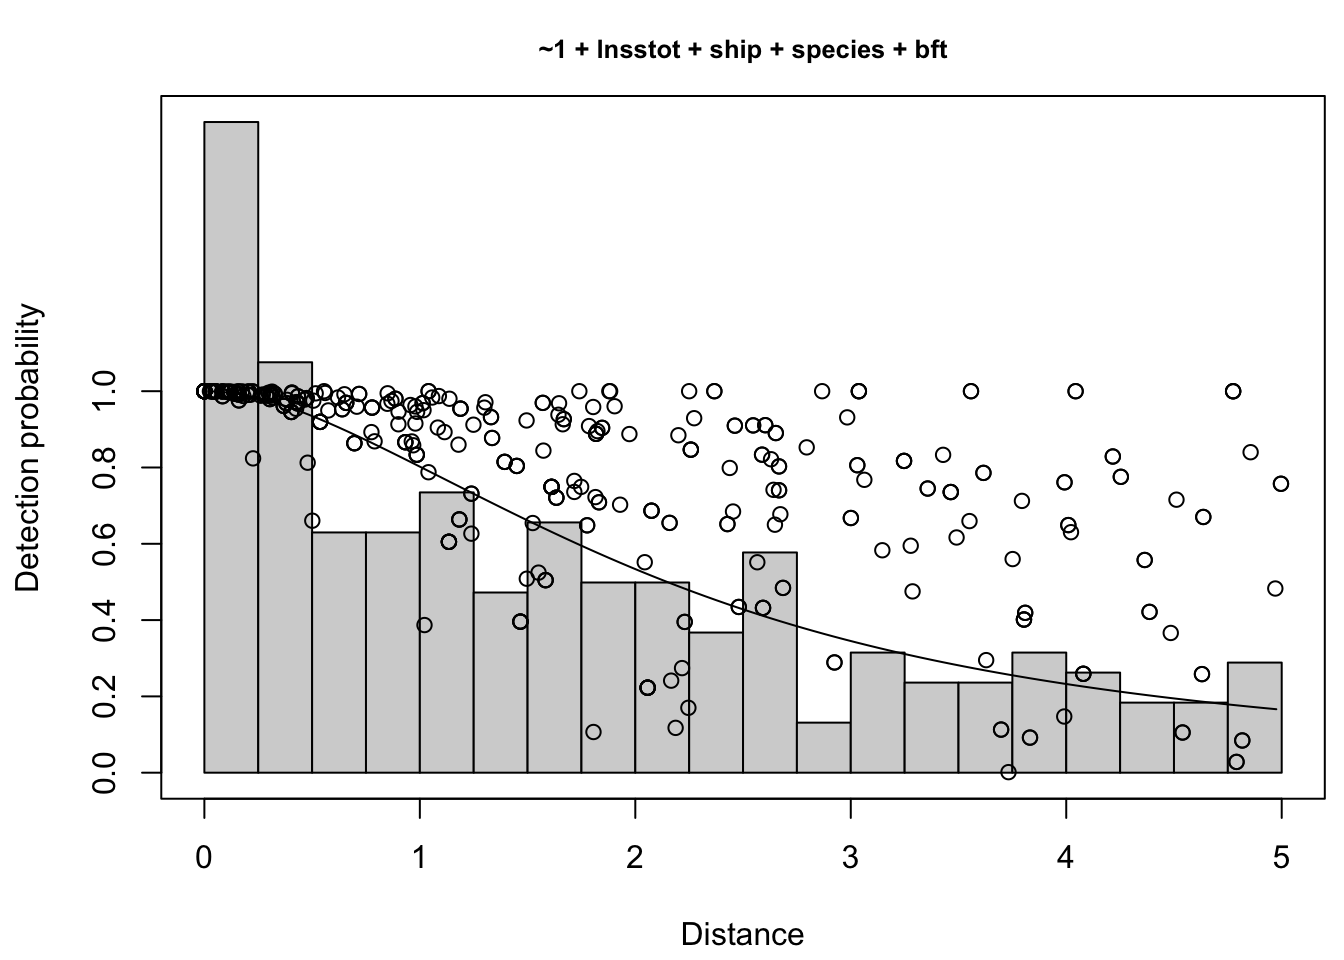 ~1 + lnsstot + ship + species + bft
Detection probability
1.0
0.8
0.6
0.4
0.2
0.0
0 1 2 3 4 5
Distance